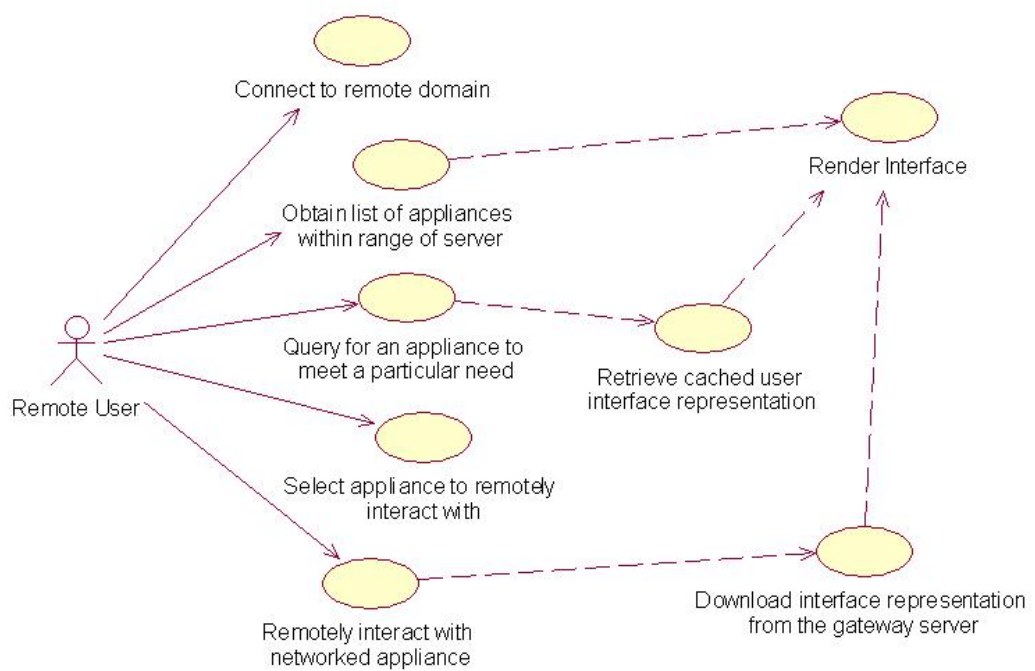 Connect to remote domain
Render Interface
Obtain list of appliances
within range of server
Query for an appliance to
meet a particular need
Retrieve cached user
interface representation
Remote User
Select appliance to remotely
interact with
Download interface representation
from the gateway server
Remotely interact with
networked appliance